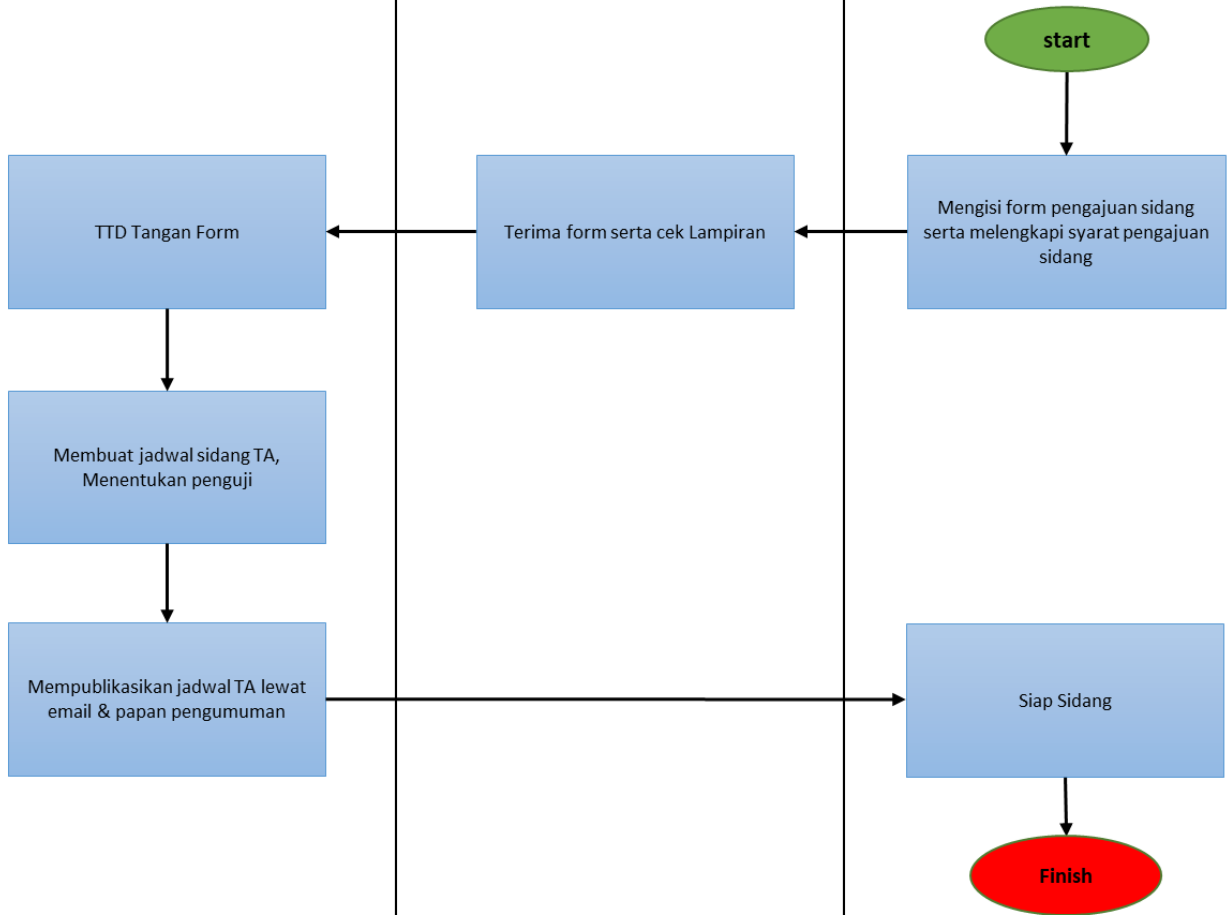 start
Mengisi form pengajuan sidang
serta melengkapi syarat pengajuan
sidang
Terima form serta cek Lampiran
TTD Tangan Form
Membuat jadwal sidang TA,
Menentukan penguji
Mempublikasikan jadwal TA lewat
email & papan pengumuman
Siap Sidang
Finish